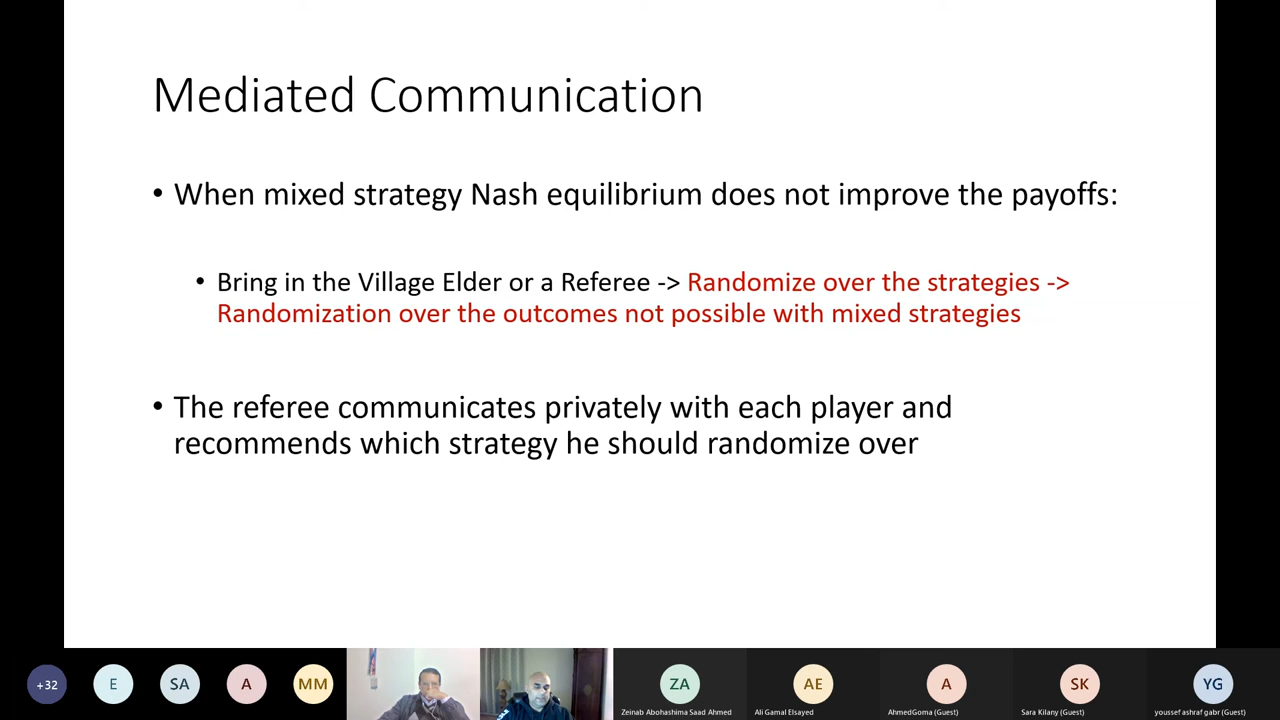 Mediated Communication
• When mixed strategy Nash equilibrium does not improve the payoffs:
• Bring in the Village Elder or a Referee -> Randomize over the strategies ->
Randomization over the outcomes not possible with mixed strategies
• The referee communicates privately with each player and
recommends which strategy he should randomize over
+32 E SA A MM ZA AE A SK YG
Zeinab Abohashima Saad Ahmed Ali Gamal Elsayed AhmedGoma (Guest) Sara Kilany (Guest) youssef ashraf gabr (Guest)